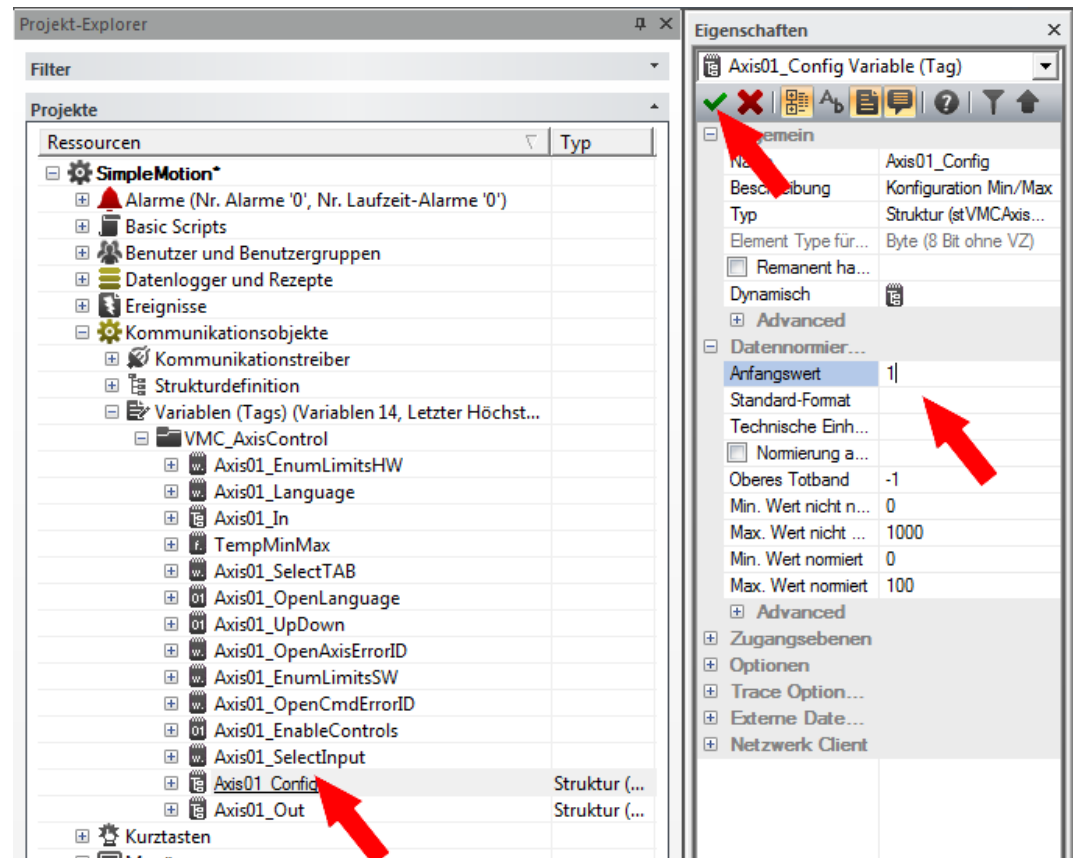 Projekt-Explorer
Filter
Projekte
Ressourcen Typ
SimpleMotion*
Alarme (Nr. Alarme '0', Nr. Laufzeit-Alarme '0')
Basic Scripts
Benutzer und Benutzergruppen
Datenlogger und Rezepte
Ereignisse
Kommunikationsobjekte
Kommunikationstreiber
Strukturdefinition
Variablen (Tags) (Variablen 14, Letzter Höchst...
VMC_AxisControl
Axis01_EnumLimitsHW
Axis01_Language
Axis01_In
TempMinMax
Axis01_SelectTAB
Axis01_OpenLanguage
Axis01_UpDown
Axis01_OpenAxisErrorID
Axis01_EnumLimitsSW
Axis01_OpenCmdErrorID
Axis01_EnableControls
Axis01_SelectInput
Axis01_Config Struktur (...
Axis01_Out Struktur (...
Kurztasten
Eigenschaften
Axis01_Config Variable (Tag)
Axis01_Config
Konfiguration Min/Max
Typ Struktur (stVMCAxis...
Element Type für... Byte (8 Bit ohne VZ)
Remanent ha...
Dynamisch
Advanced
Datennormier...
Anfangswert 1
Standard-Format
Technische Einh...
Normierung a...
Oberes Totband -1
Min. Wert nicht n... 0
Max. Wert nicht ... 1000
Min. Wert normiert 0
Max. Wert normiert 100
Advanced
Zugangsebenen
Optionen
Trace Option...
Externe Date...
Netzwerk Client